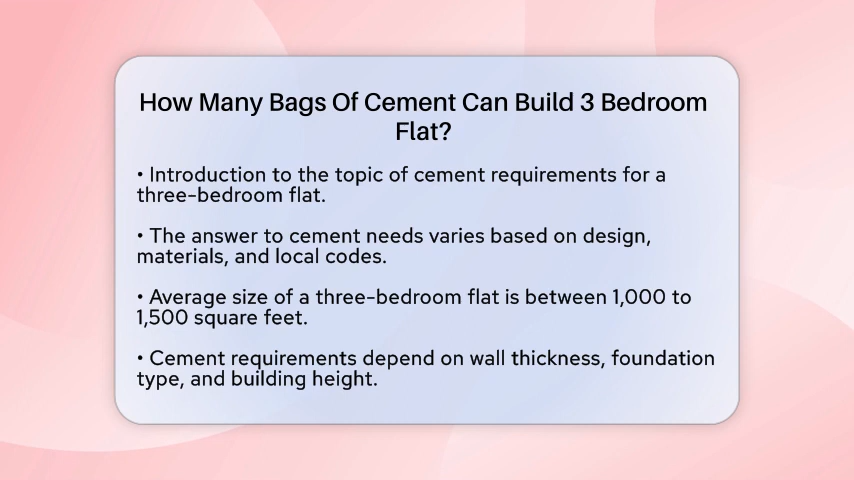 How Many Bags Of Cement Can Build 3 Bedroom
Flat?
• Introduction to the topic of cement requirements for a
three-bedroom flat.
• The answer to cement needs varies based on design,
materials, and local codes.
• Average size of a three-bedroom flat is between 1,000 to
1,500 square feet.
• Cement requirements depend on wall thickness, foundation
type, and building height.